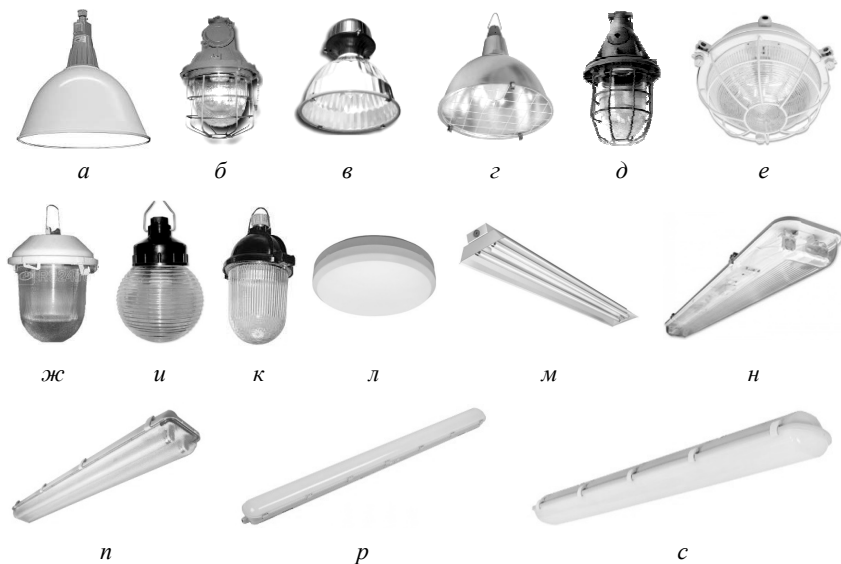 а б в г д е
ж и к л м н
п р с